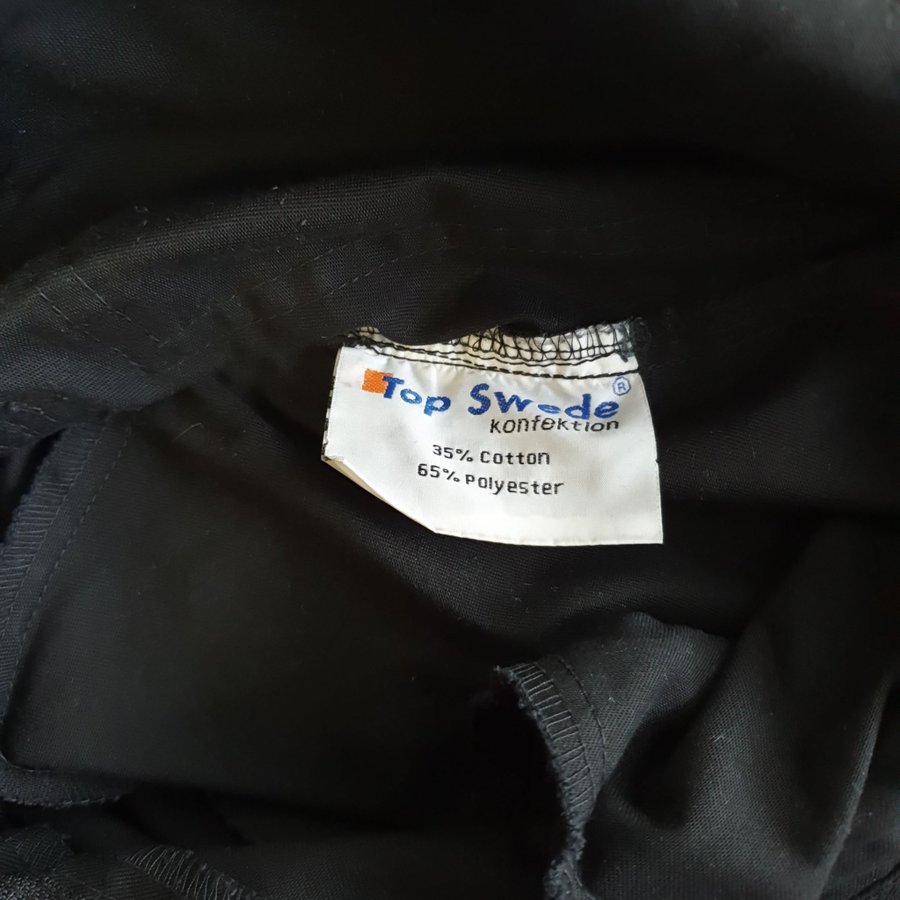 Top Swede ®
Konfektion
35% Cotton
65% Polyester